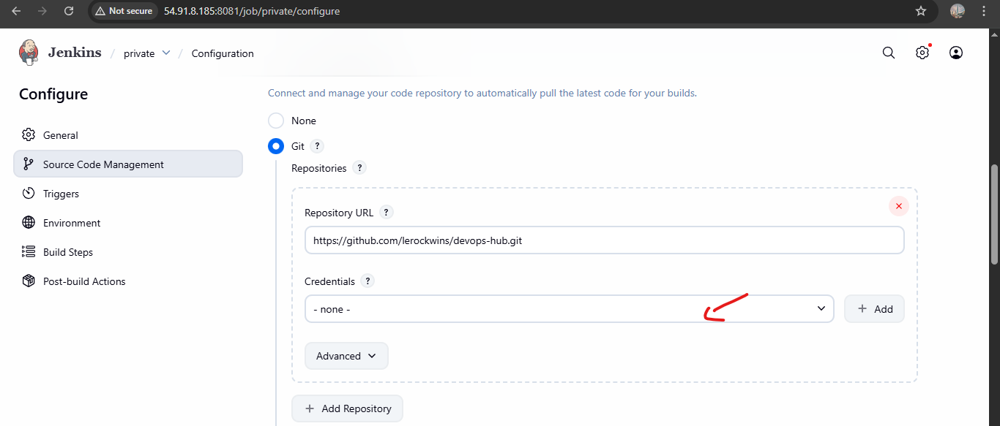 Not secure 54.91.8.185:8081/job/private/configure
Jenkins / private / Configuration
Configure
General
Source Code Management
Triggers
Environment
Build Steps
Post-build Actions
Connect and manage your code repository to automatically pull the latest code for your builds.
None
Git ?
Repositories ?
Repository URL ?
https://github.com/lerockwins/devops-hub.git
Credentials ?
- none -
+ Add
Advanced
+ Add Repository